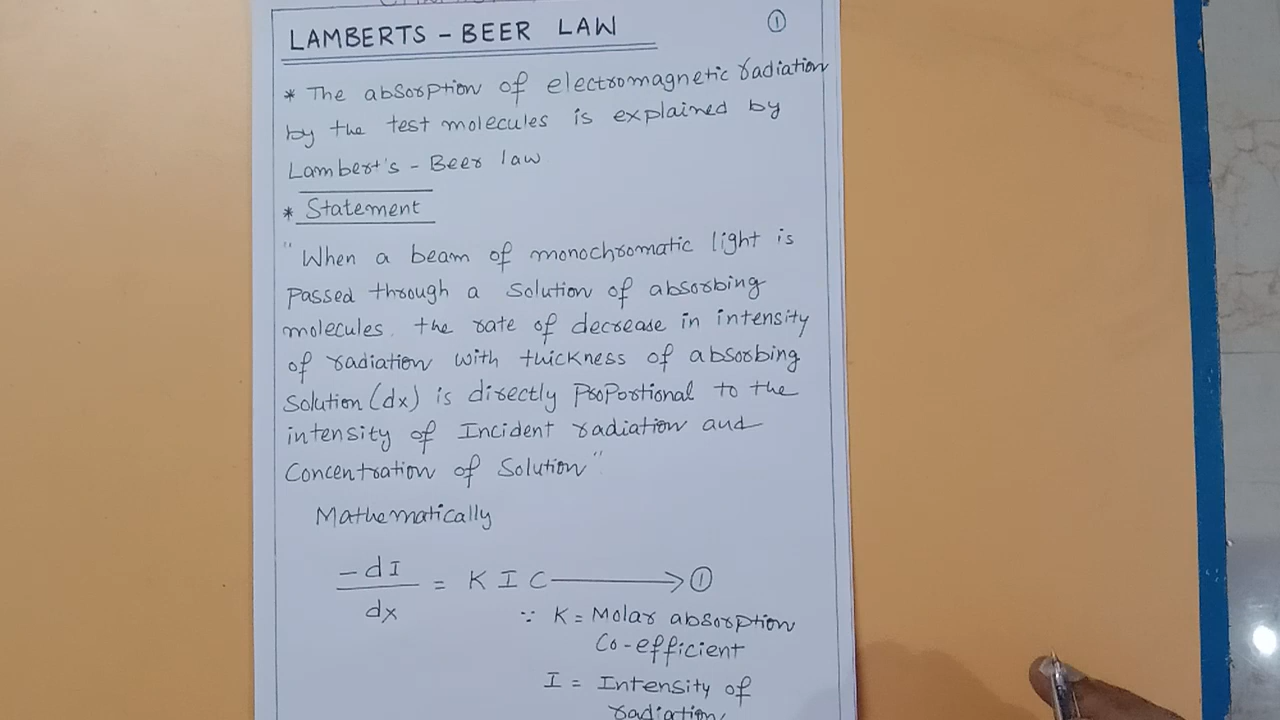 LAMBERTS - BEER LAW ①
* The absorption of electromagnetic radiation
by the test molecules is explained by
Lambert's - Beer law
* Statement
"When a beam of monochromatic light is
Passed through a solution of absorbing
molecules. the rate of decrease in intensity
of radiation with thickness of absorbing
Solution (dx) is directly Proportional to the
intensity of Incident radiation and
Concentration of Solution"
Mathematically
-dI/dx = K I C ⟶ ①
∵ K = Molar absorption
Co-efficient
I = Intensity of
radiation